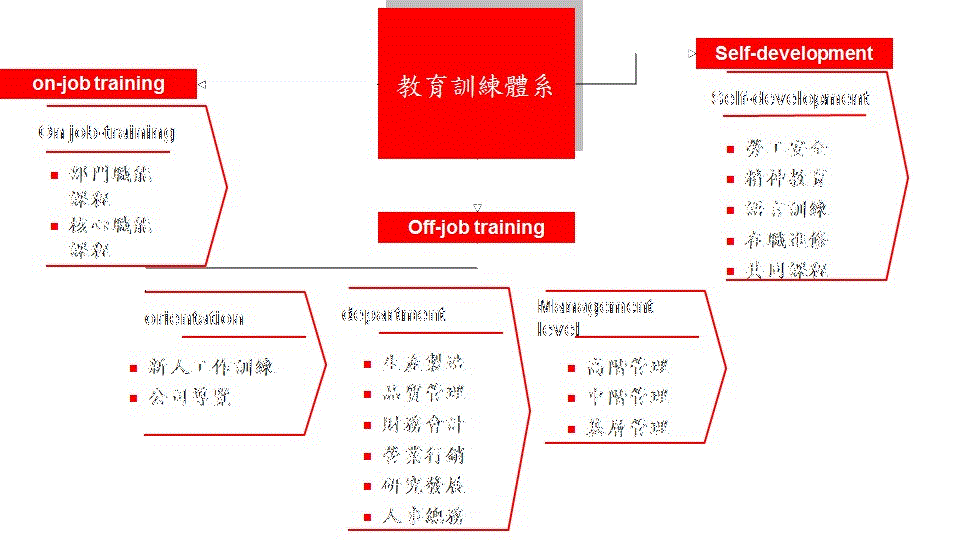 教育訓練體系
on-job training
On job-training
部門職能
課程
核心職能
課程
Self-development
Self-development
勞工安全
精神教育
語言訓練
在職進修
共同課程
Off-job training
orientation
新人工作訓練
公司導覽
department
生產製造
品質管理
財務會計
營業行銷
研究發展
人事總務
Management
level
高階管理
中階管理
基層管理